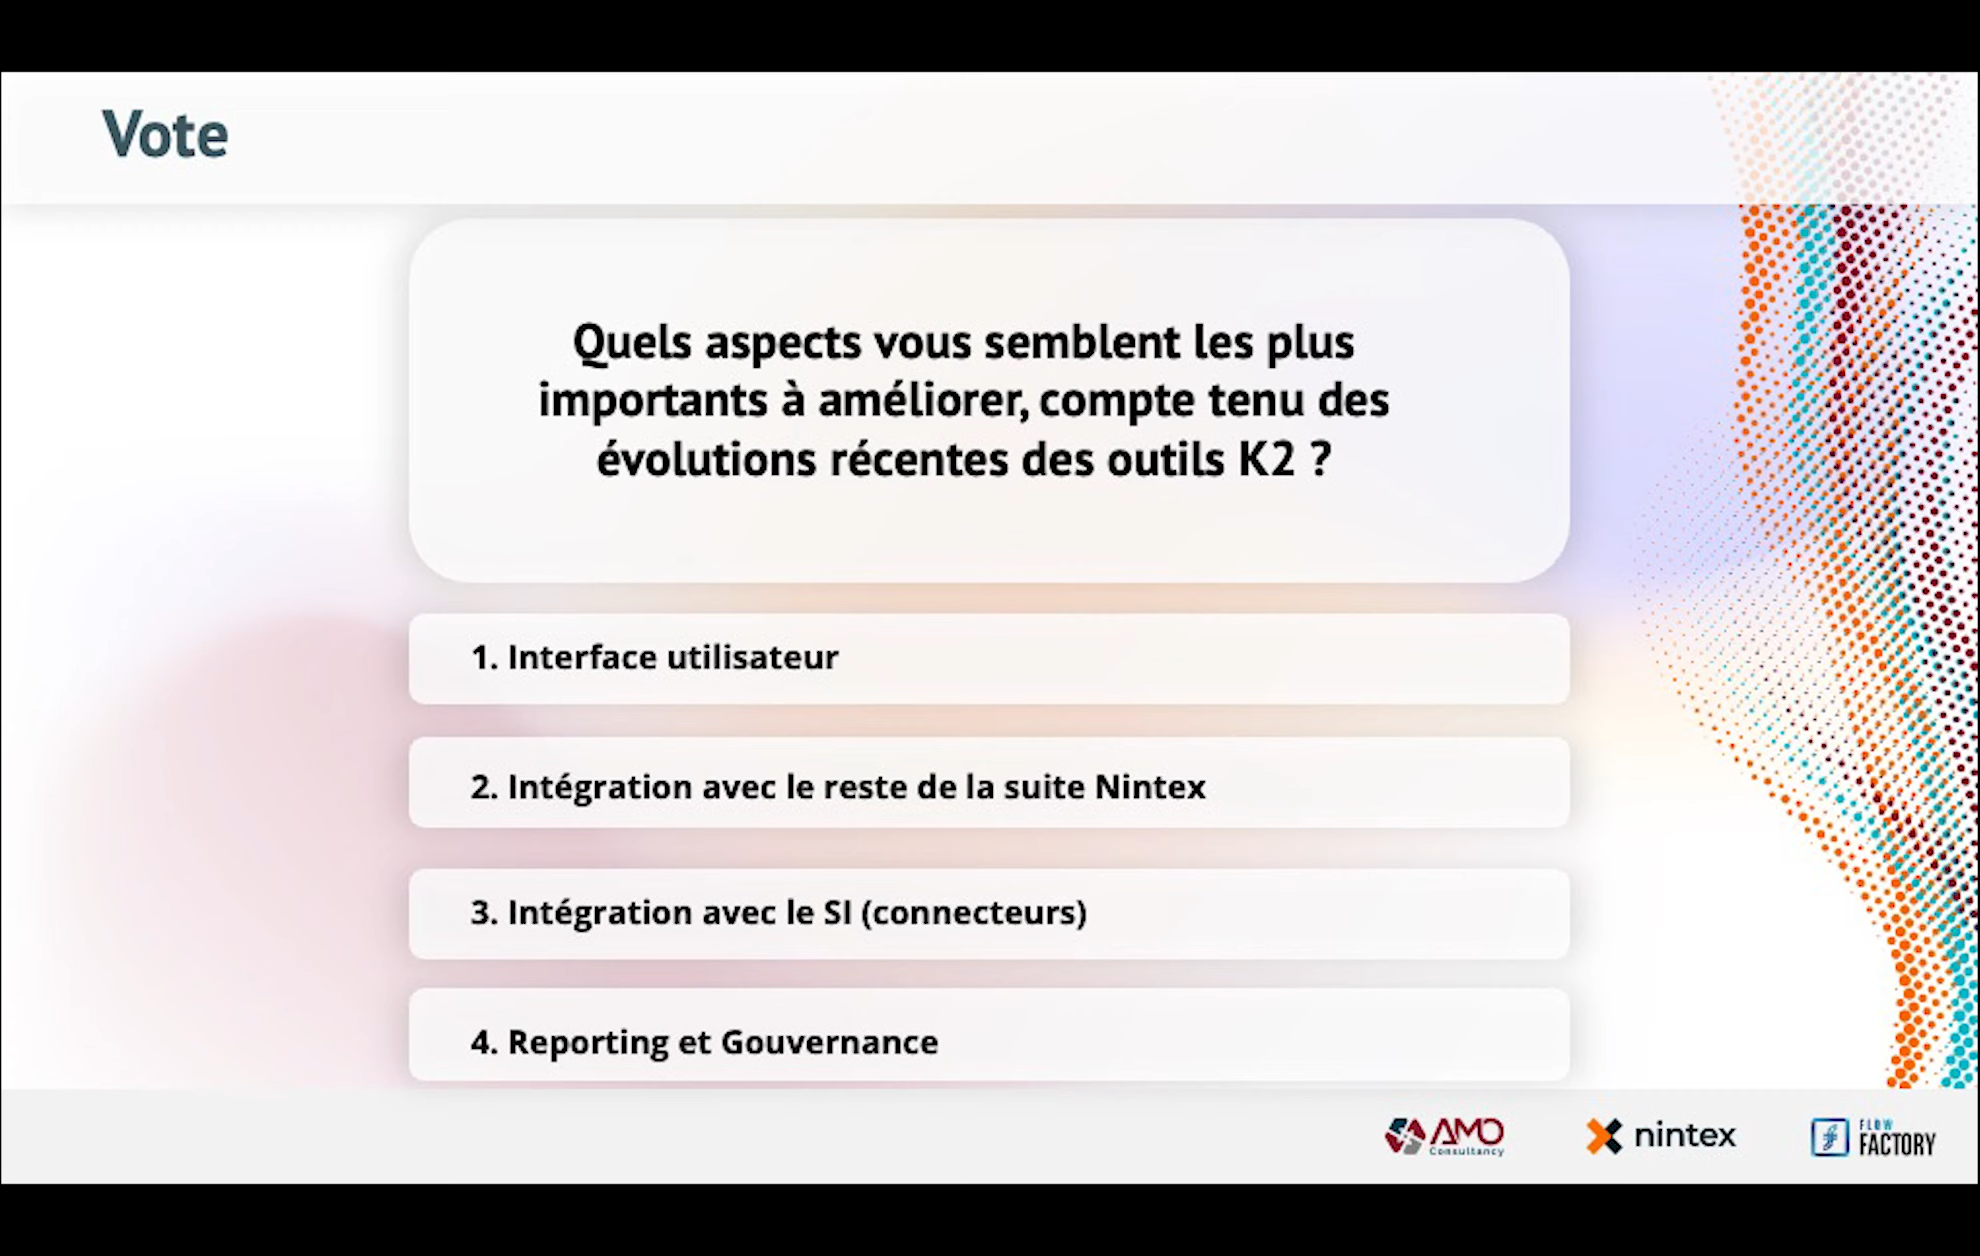 Vote
Quels aspects vous semblent les plus
importants à améliorer, compte tenu des
évolutions récentes des outils K2 ?
1. Interface utilisateur
2. Intégration avec le reste de la suite Nintex
3. Intégration avec le SI (connecteurs)
4. Reporting et Gouvernance
AMO
Consultancy
nintex
FLOW
FACTORY